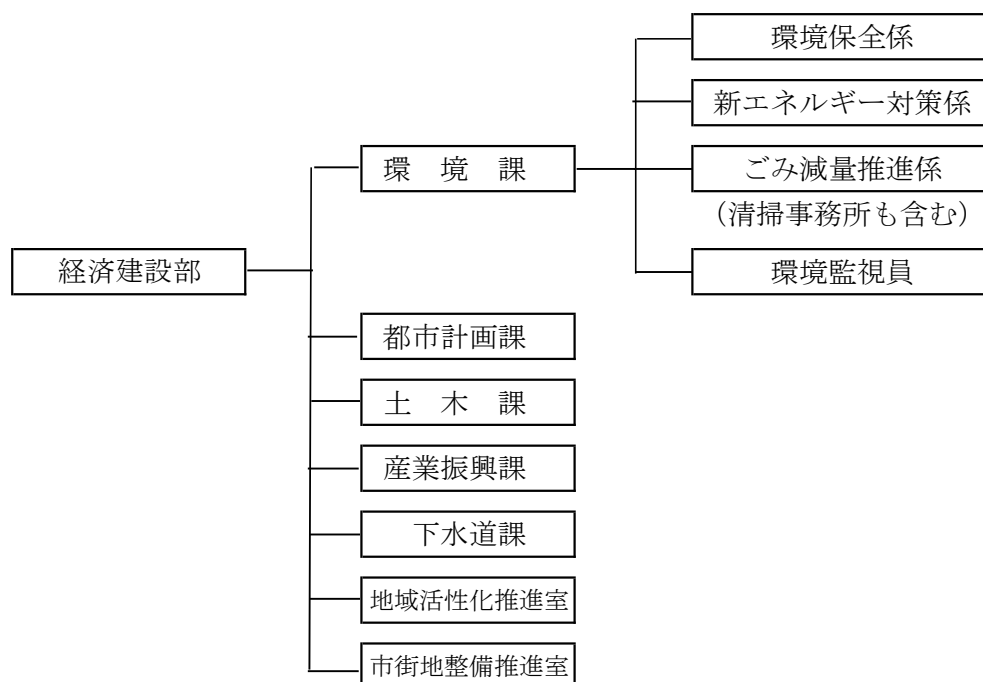 環境保全係
新エネルギー対策係
環　境　課
ごみ減量推進係
（清掃事務所も含む）
経済建設部
環境監視員
都市計画課
土　木　課
産業振興課
下水道課
地域活性化推進室
市街地整備推進室